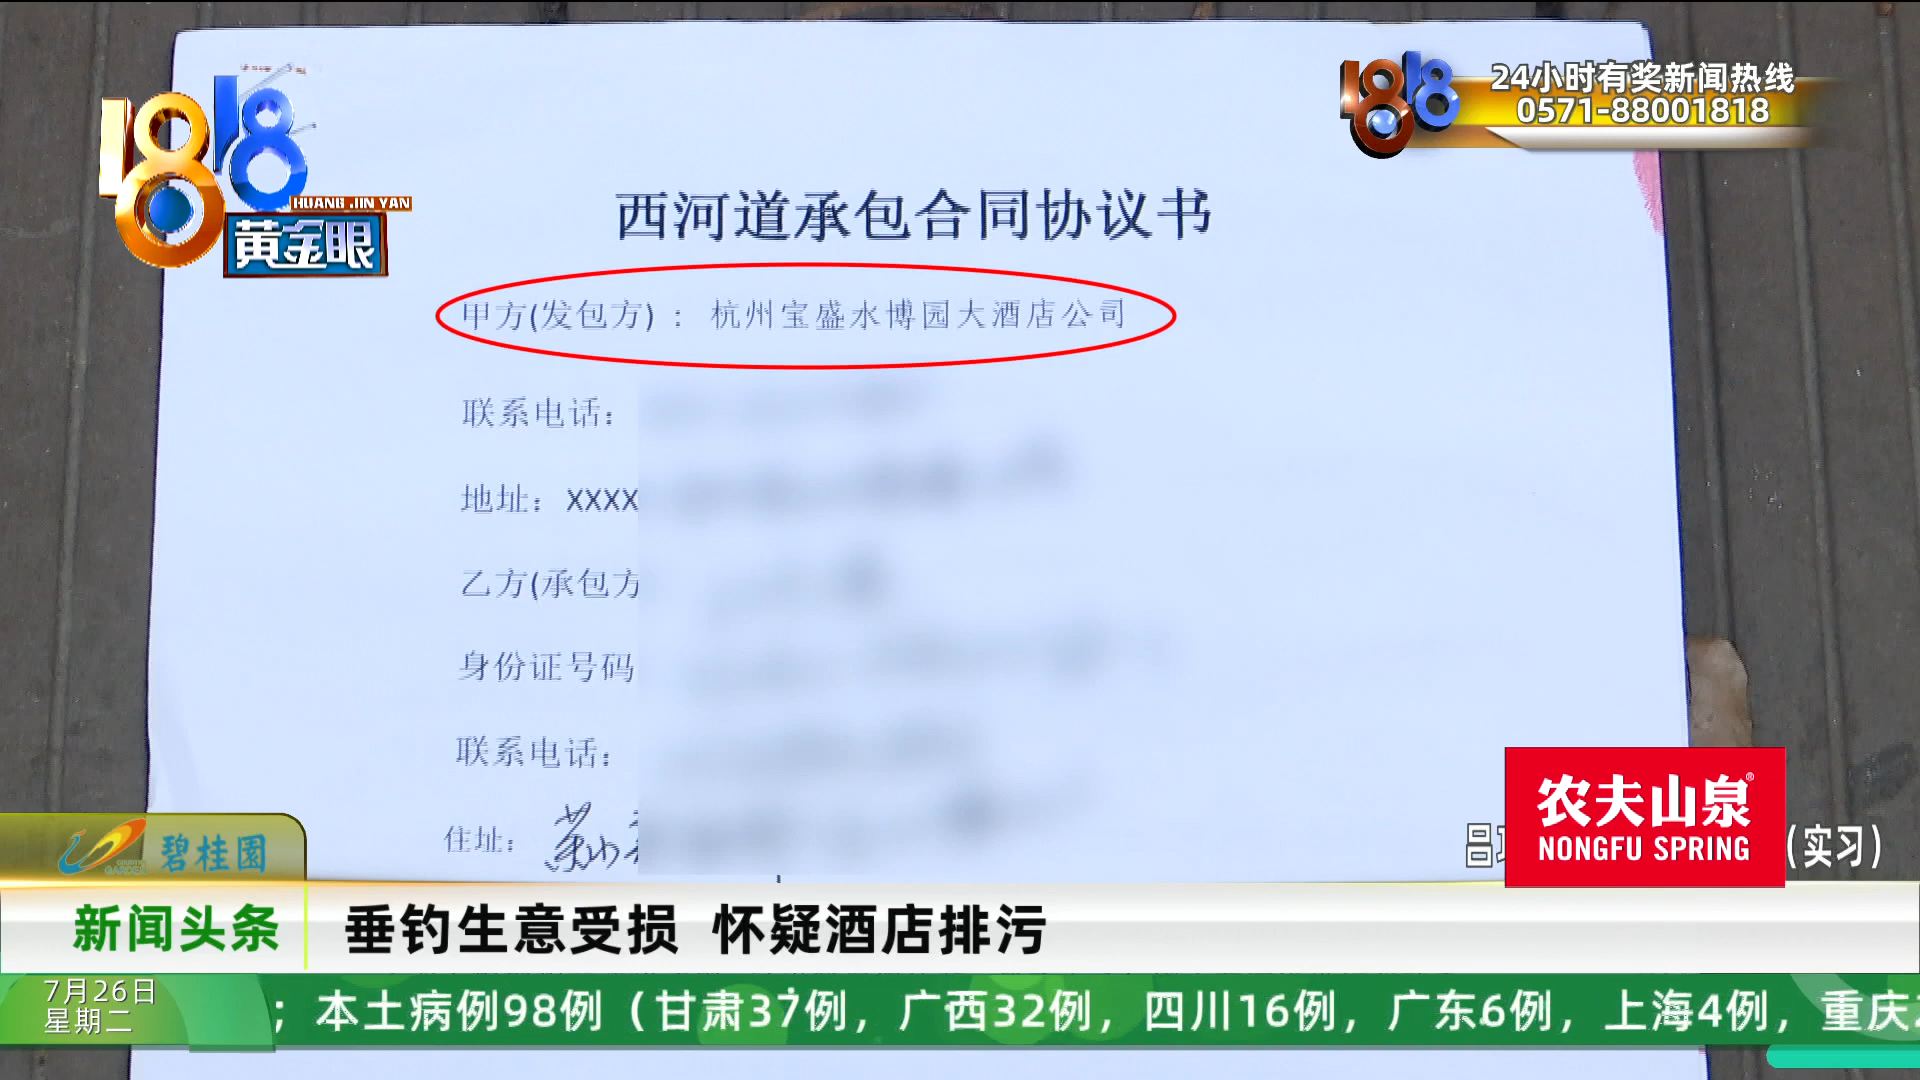 1818
HUANG JIN YAN
黄金眼
1818
24小时有奖新闻热线
0571-88001818
西河道承包合同协议书
甲方(发包方)：杭州宝盛水博园大酒店公司
联系电话：
地址：XXXX
乙方(承包方
身份证号码
联系电话：
住址：
碧桂園
农夫山泉®
NONGFU SPRING
(实习)
新闻头条
垂钓生意受损 怀疑酒店排污
7月26日
星期二
；本土病例98例（甘肃37例，广西32例，四川16例，广东6例，上海4例，重庆2